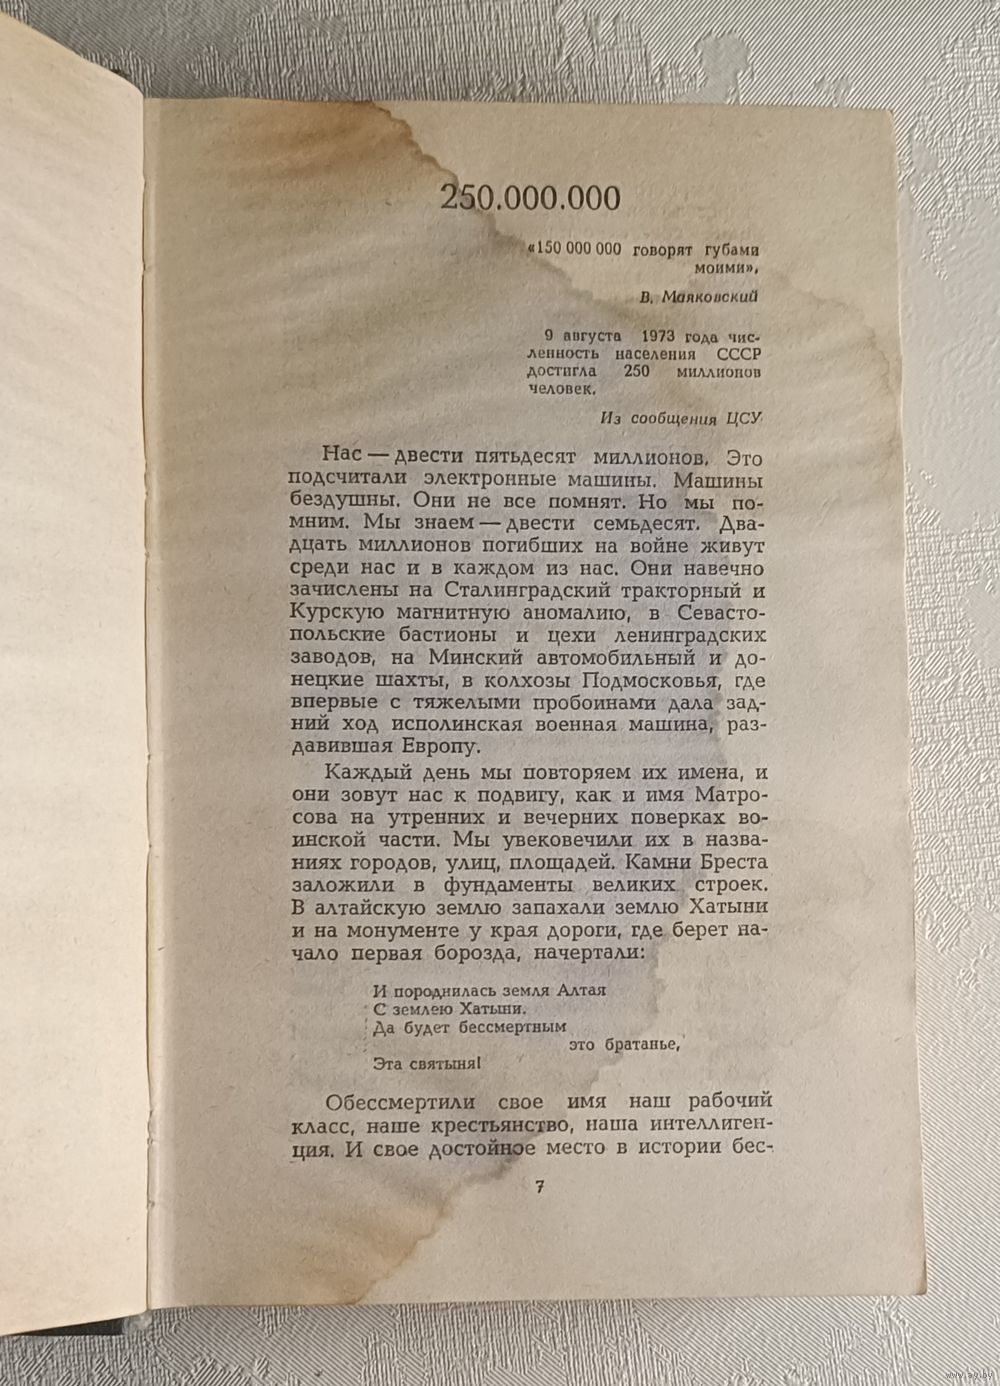 250.000.000
«150 000 000 говорят губами
моими».
В. Маяковский
9 августа 1973 года чис-
ленность населения СССР
достигла 250 миллионов
человек.
Из сообщения ЦСУ
Нас — двести пятьдесят миллионов. Это
подсчитали электронные машины. Машины
бездушны. Они не все помнят. Но мы по-
мним. Мы знаем — двести семьдесят. Два-
дцать миллионов погибших на войне живут
среди нас и в каждом из нас. Они навечно
зачислены на Сталинградский тракторный и
Курскую магнитную аномалию, в Севасто-
польские бастионы и цехи ленинградских
заводов, на Минский автомобильный и до-
нецкие шахты, в колхозы Подмосковья, где
впервые с тяжелыми пробоинами дала зад-
ний ход исполинская военная машина, раз-
давившая Европу.
Каждый день мы повторяем их имена, и
они зовут нас к подвигу, как и имя Матро-
сова на утренних и вечерних поверках во-
инской части. Мы увековечили их в назва-
ниях городов, улиц, площадей. Камни Бреста
заложили в фундаменты великих строек.
В алтайскую землю запахали землю Хатыни
и на монументе у края дороги, где берет на-
чало первая борозда, начертали:
И породнилась земля Алтая
С землею Хатыни.
Да будет бессмертным
это братанье,
Эта святыня!
Обессмертили свое имя наш рабочий
класс, наше крестьянство, наша интеллиген-
ция. И свое достойное место в истории бес-
7
www.ay.by